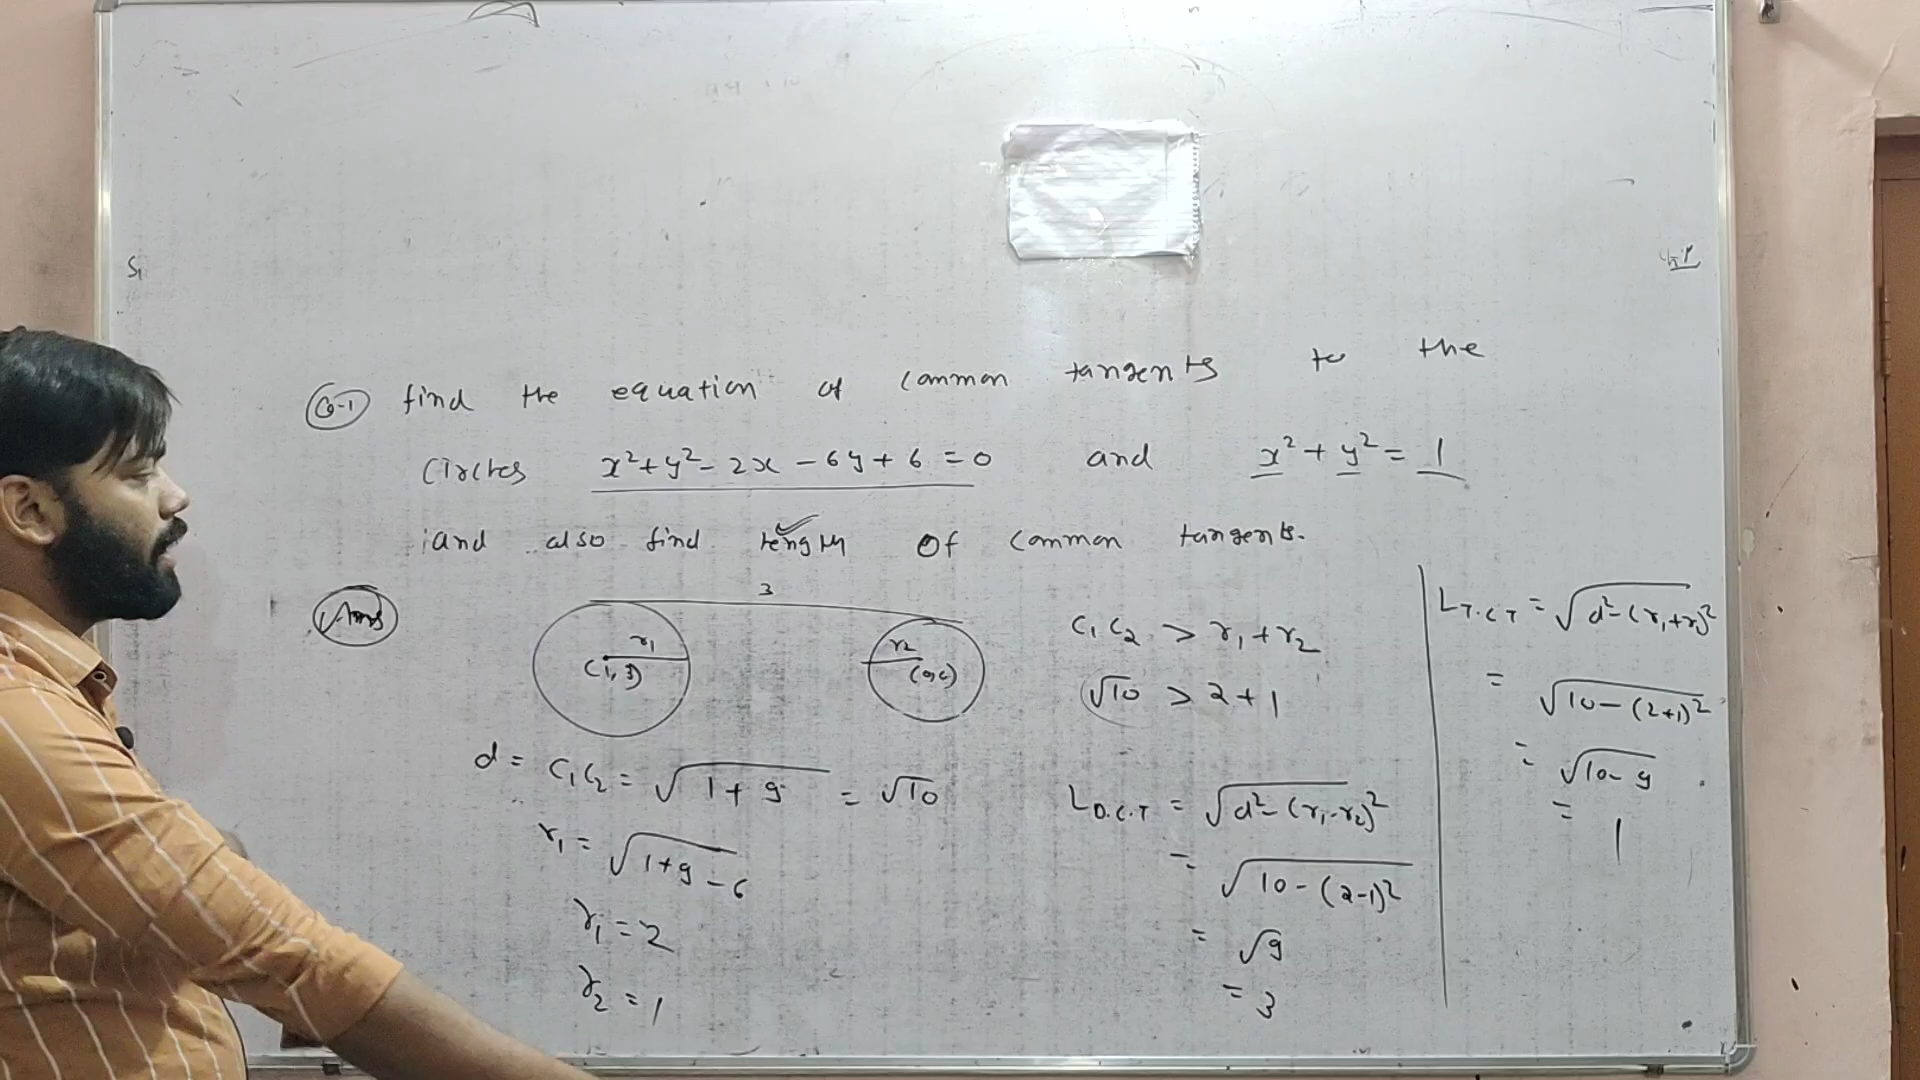 S₁
Q-1 find the equation of common tangents to the
circles x²+y²-2x-6y+6=0 and x²+y²=1
and also find length of common tangents.
Ans
3
r₁
(1,3)
r₂
(0,0)
d = C₁C₂ = √1+9 = √10
r₁ = √1+9-6
r₁ = 2
r₂ = 1
C₁C₂ > r₁+r₂
√10 > 2+1
L D.C.T = √d²-(r₁-r₂)²
= √10-(2-1)²
= √9
= 3
L T.C.T = √d²-(r₁+r₂)²
= √10-(2+1)²
= √10-9
= 1